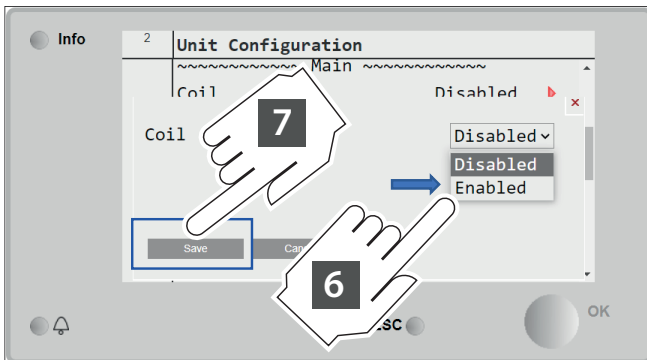 Info
2
Unit Configuration
~~~~~~~~~~~~ Main ~~~~~~~~~~~~
Coil Disabled
×
Coil Disabled
Disabled
Enabled
7
Save
6
OK